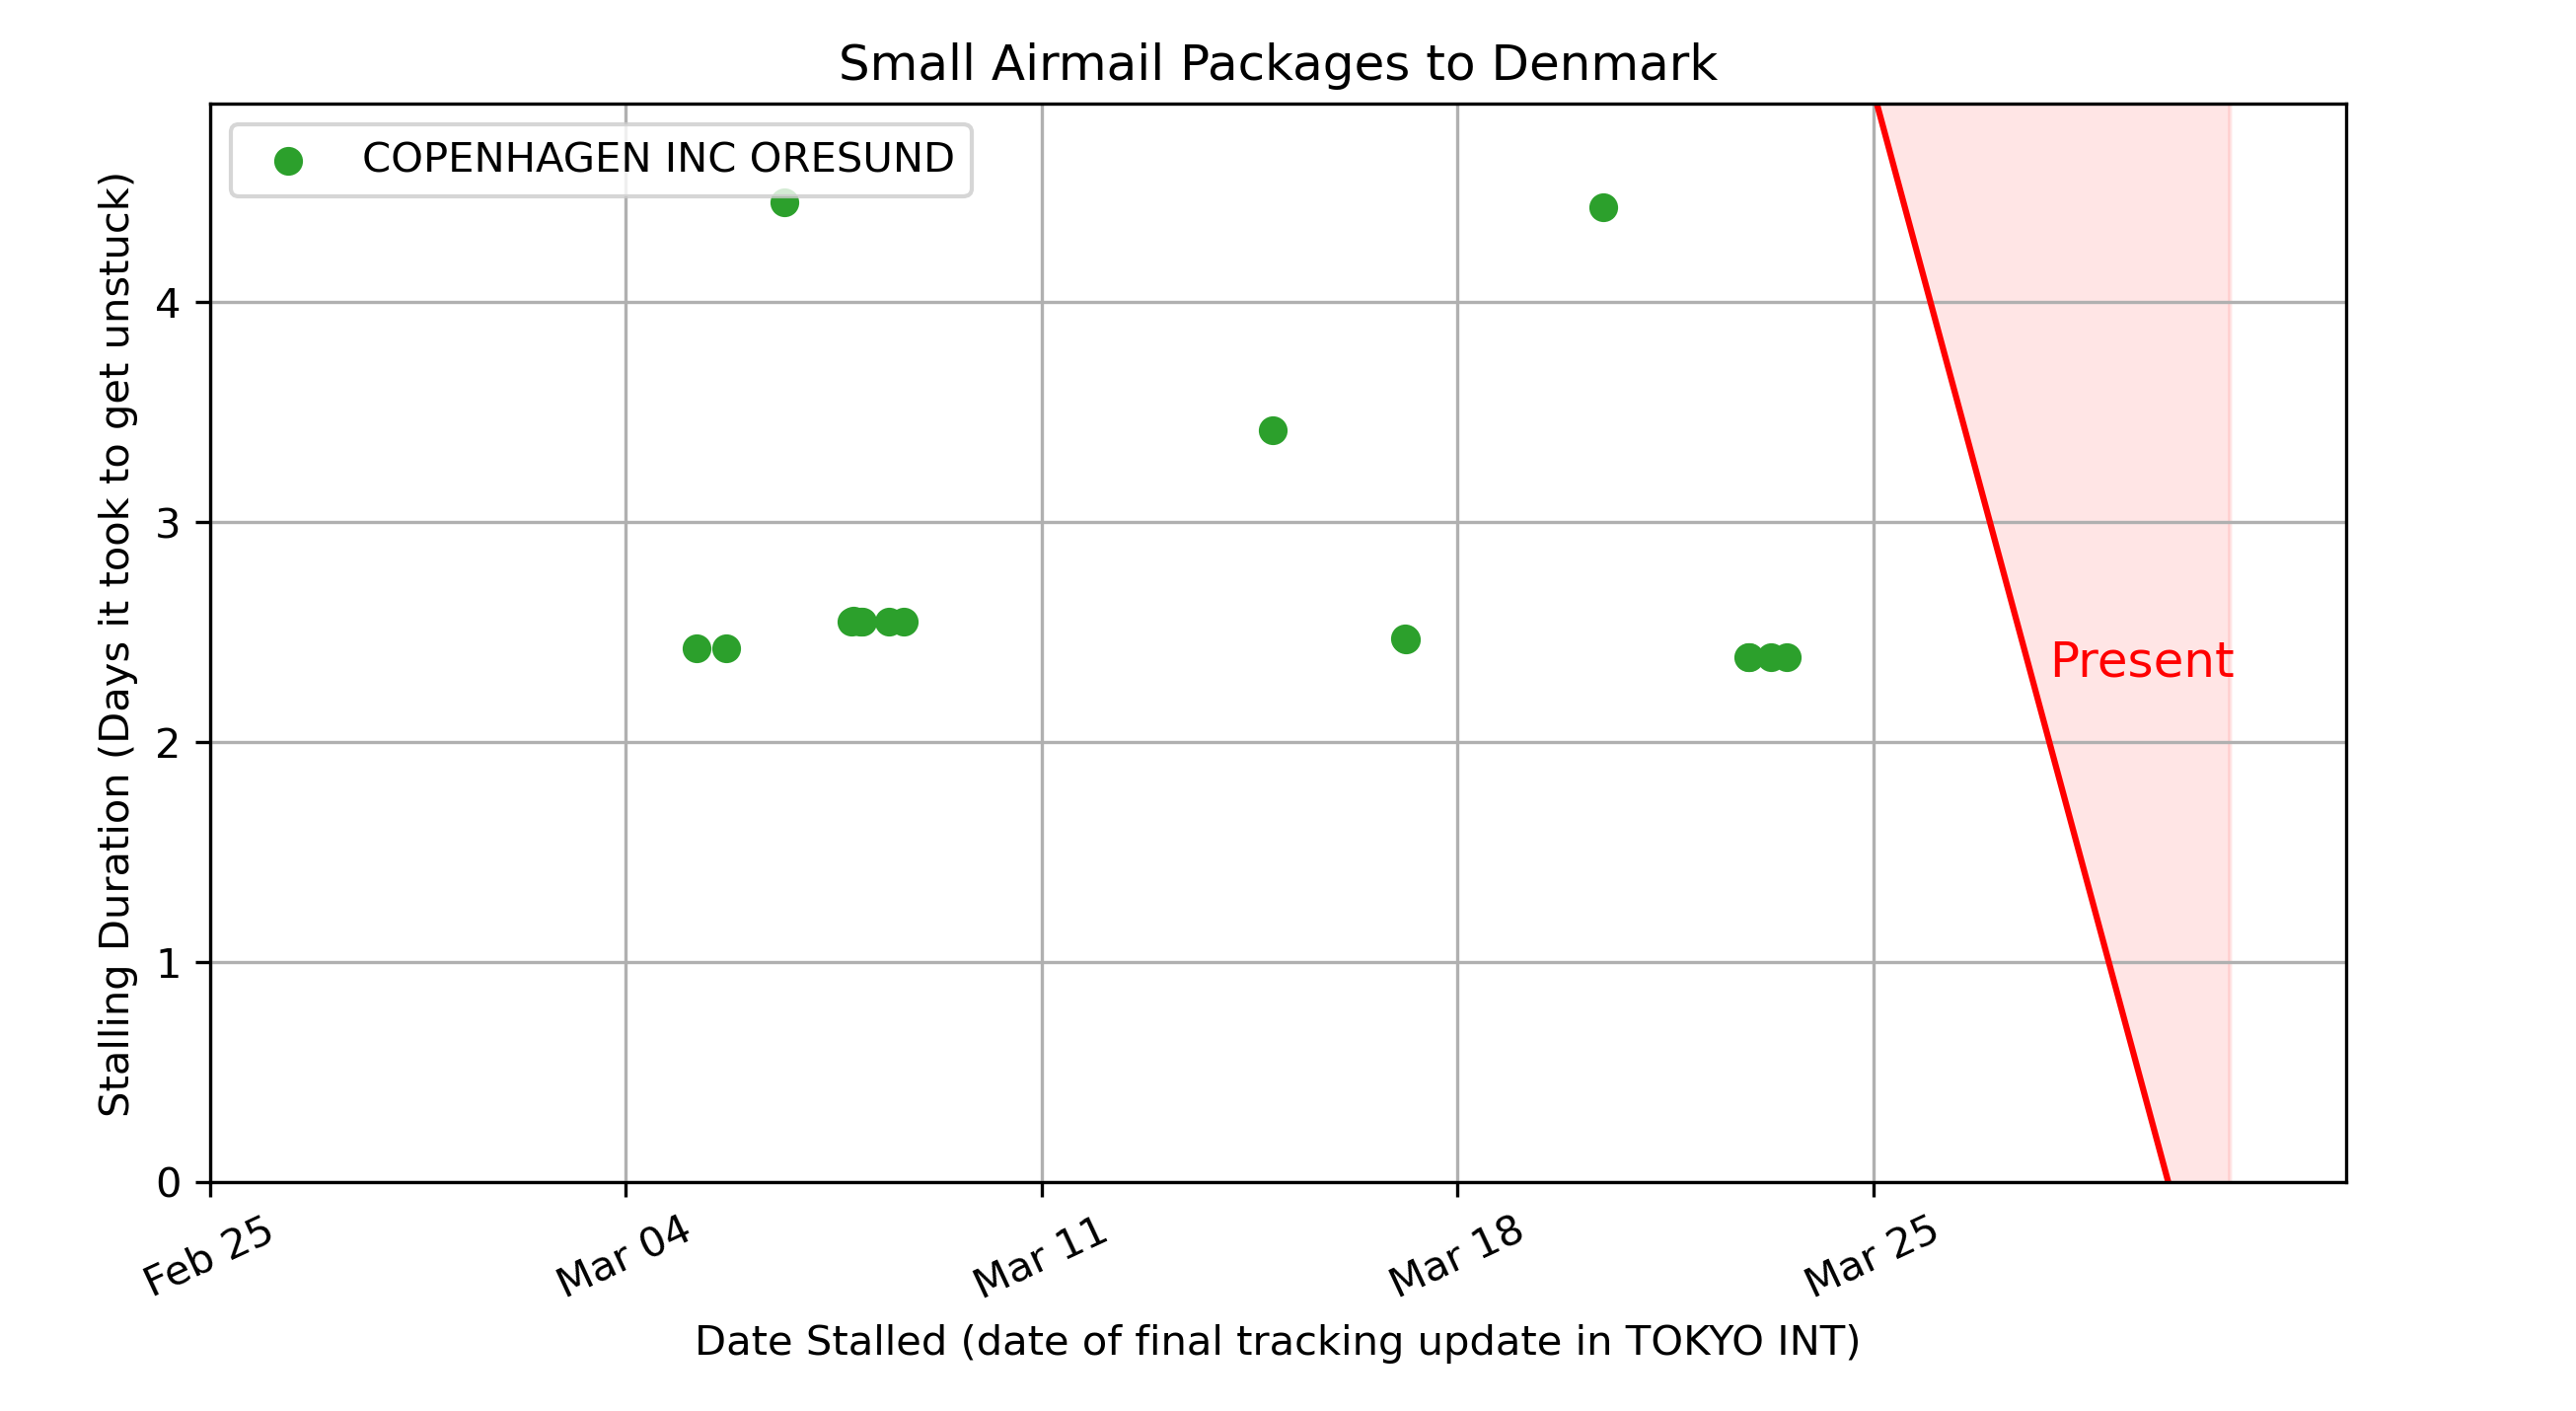 Small Airmail Packages to Denmark
COPENHAGEN INC ORESUND
Stalling Duration (Days it took to get unstuck)
4
3
2
1
0
Present
Feb 25
Mar 04
Mar 11
Mar 18
Mar 25
Date Stalled (date of final tracking update in TOKYO INT)